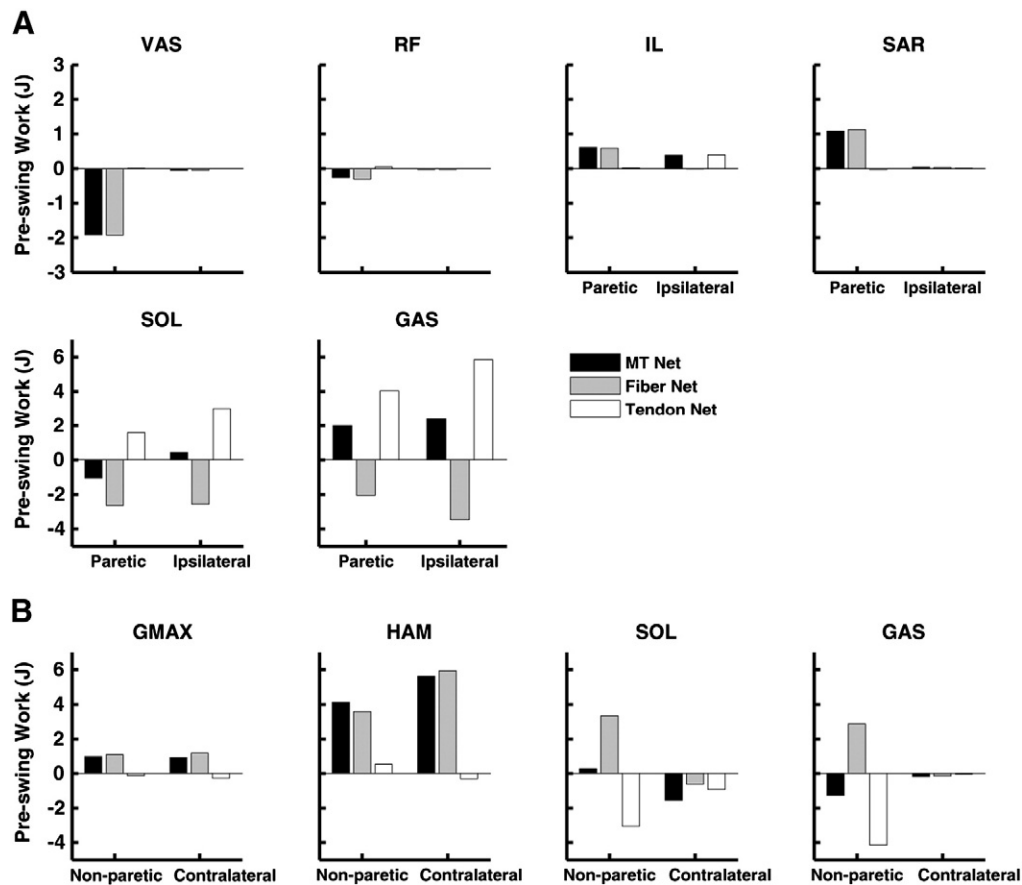 A
VAS RF IL SAR
Pre-swing Work (J)
3
2
1
0
-1
-2
-3
Paretic Ipsilateral Paretic Ipsilateral
SOL GAS
Pre-swing Work (J)
6
4
2
0
-2
-4
Paretic Ipsilateral Paretic Ipsilateral
MT Net
Fiber Net
Tendon Net
B
GMAX HAM SOL GAS
Pre-swing Work (J)
6
4
2
0
-2
-4
Non-paretic Contralateral Non-paretic Contralateral Non-paretic Contralateral Non-paretic Contralateral